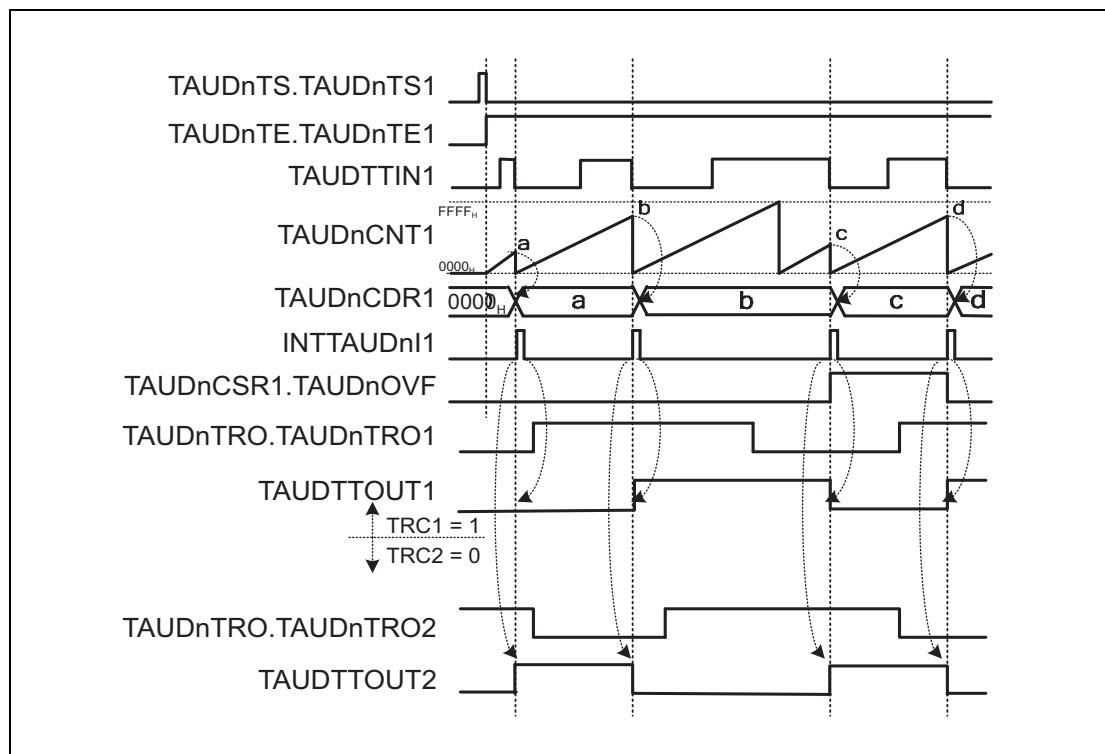 TAUDnTS.TAUDnTS1
TAUDnTE.TAUDnTE1
TAUDTTIN1
FFFFH
b
d
TAUDnCNT1
a
c
0000H
TAUDnCDR1
0000H
a
b
c
d
INTTAUDnI1
TAUDnCSR1.TAUDnOVF
TAUDnTRO.TAUDnTRO1
TAUDTTOUT1
TRC1 = 1
TRC2 = 0
TAUDnTRO.TAUDnTRO2
TAUDTTOUT2